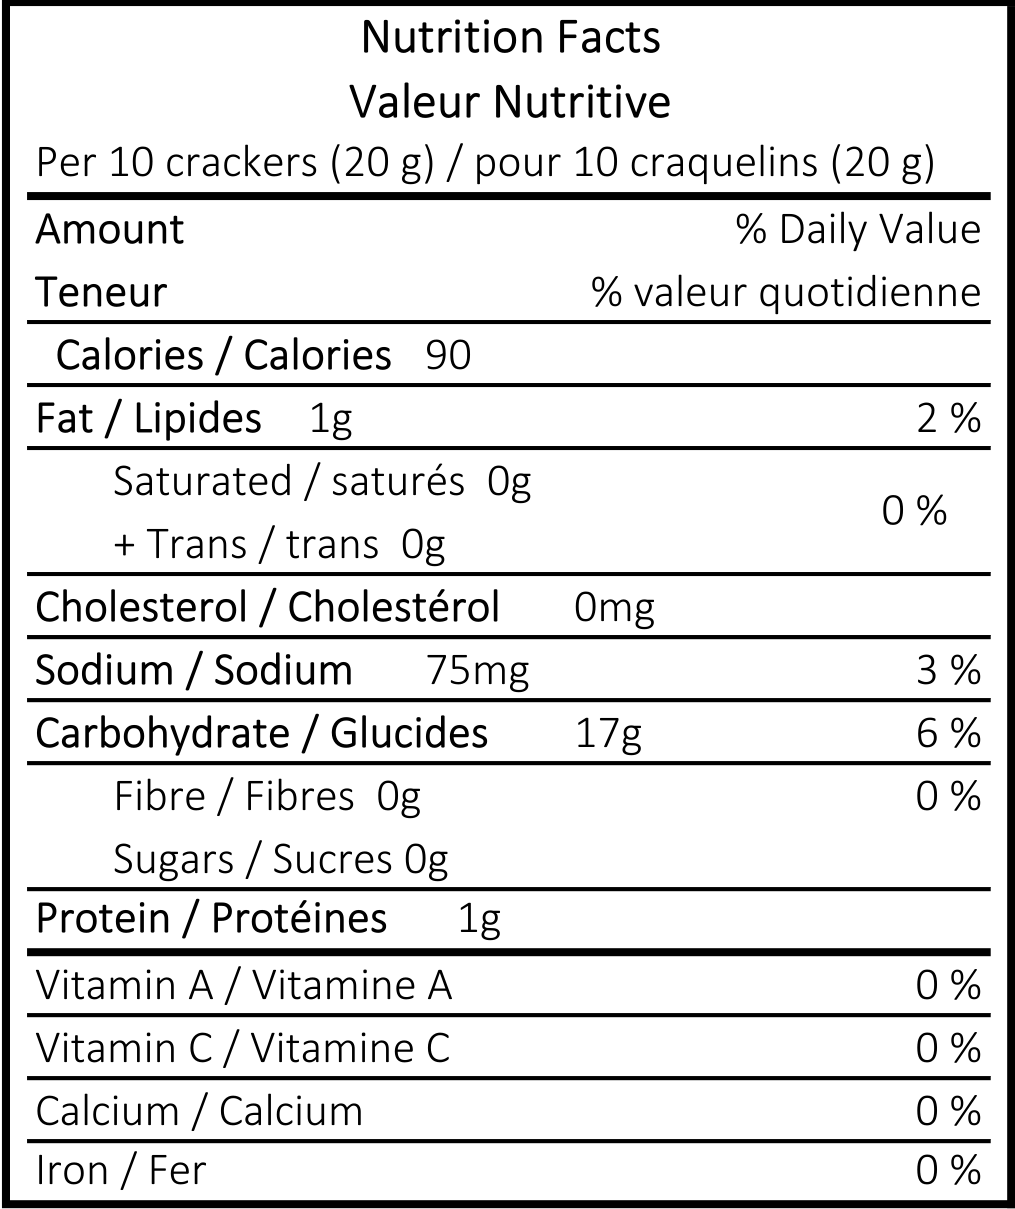 Nutrition Facts
Valeur Nutritive
Per 10 crackers (20 g) / pour 10 craquelins (20 g)
Amount % Daily Value
Teneur % valeur quotidienne
Calories / Calories 90
Fat / Lipides 1g 2 %
Saturated / saturés 0g
0 %
+ Trans / trans 0g
Cholesterol / Cholestérol 0mg
Sodium / Sodium 75mg 3 %
Carbohydrate / Glucides 17g 6 %
Fibre / Fibres 0g 0 %
Sugars / Sucres 0g
Protein / Protéines 1g
Vitamin A / Vitamine A 0 %
Vitamin C / Vitamine C 0 %
Calcium / Calcium 0 %
Iron / Fer 0 %